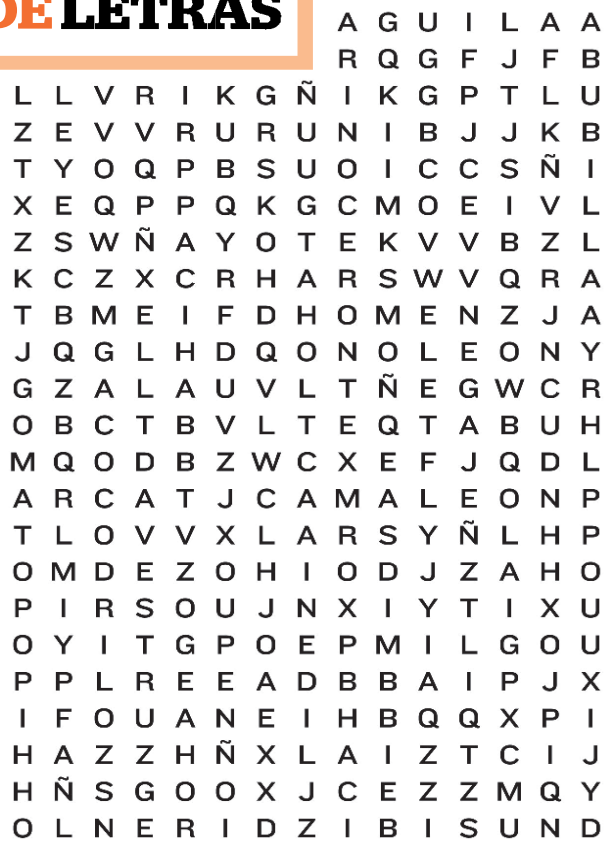 DE LETRAS
A G U I L A A
R Q G F J F B
L L V R I K G Ñ I K G P T L U
Z E V V R U R U N I B J J K B
T Y O Q P B S U O I C C S Ñ I
X E Q P P Q K G C M O E I V L
Z S W Ñ A Y O T E K V V B Z L
K C Z X C R H A R S W V Q R A
T B M E I F D H O M E N Z J A
J Q G L H D Q O N O L E O N Y
G Z A L A U V L T Ñ E G W C R
O B C T B V L T E Q T A B U H
M Q O D B Z W C X E F J Q D L
A R C A T J C A M A L E O N P
T L O V V X L A R S Y Ñ L H P
O M D E Z O H I O D J Z A H O
P I R S O U J N X I Y T I X U
O Y I T G P O E P M I L G O U
P P L R E E A D B B A I P J X
I F O U A N E I H B Q Q X P I
H A Z Z H Ñ X L A I Z T C I J
H Ñ S G O O X J C E Z Z M Q Y
O L N E R I D Z I B I S U N D